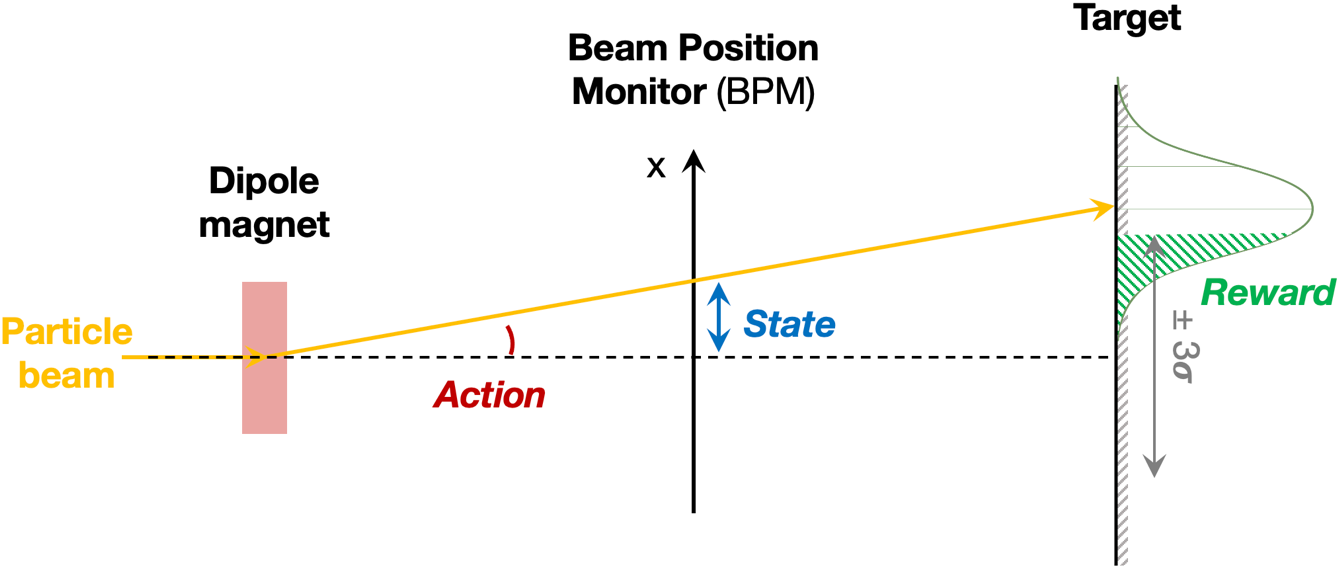 Target
Beam Position
Monitor (BPM)
x
Dipole
magnet
Particle
beam
Action
State
Reward
± 3σ